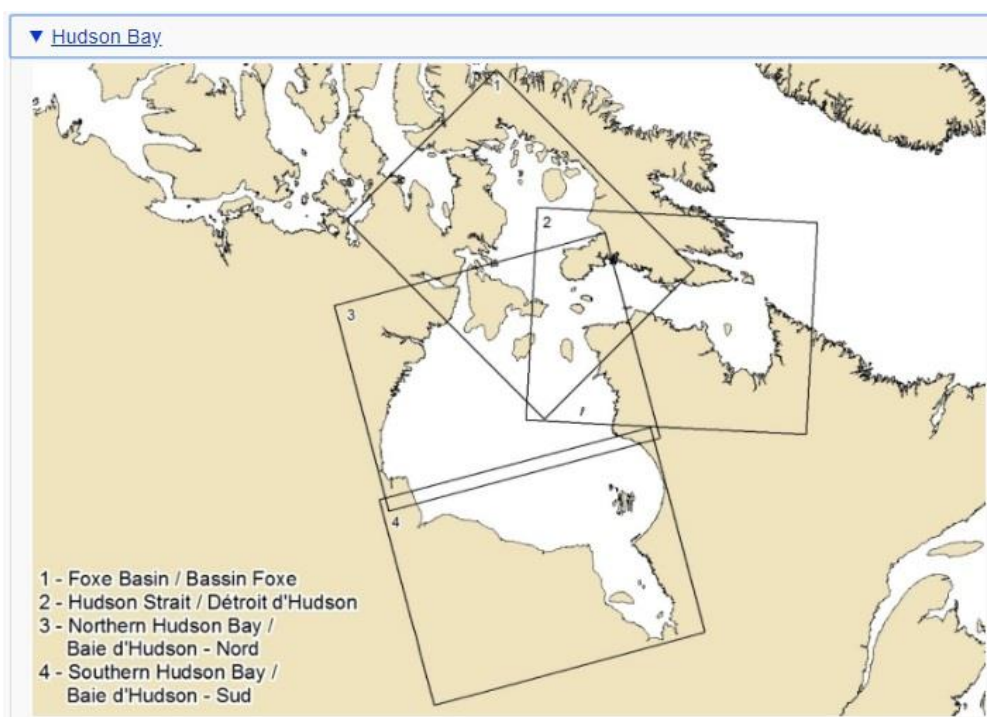 ▼ Hudson Bay
1
2
3
4
1 - Foxe Basin / Bassin Foxe
2 - Hudson Strait / Détroit d'Hudson
3 - Northern Hudson Bay /
Baie d'Hudson - Nord
4 - Southern Hudson Bay /
Baie d'Hudson - Sud